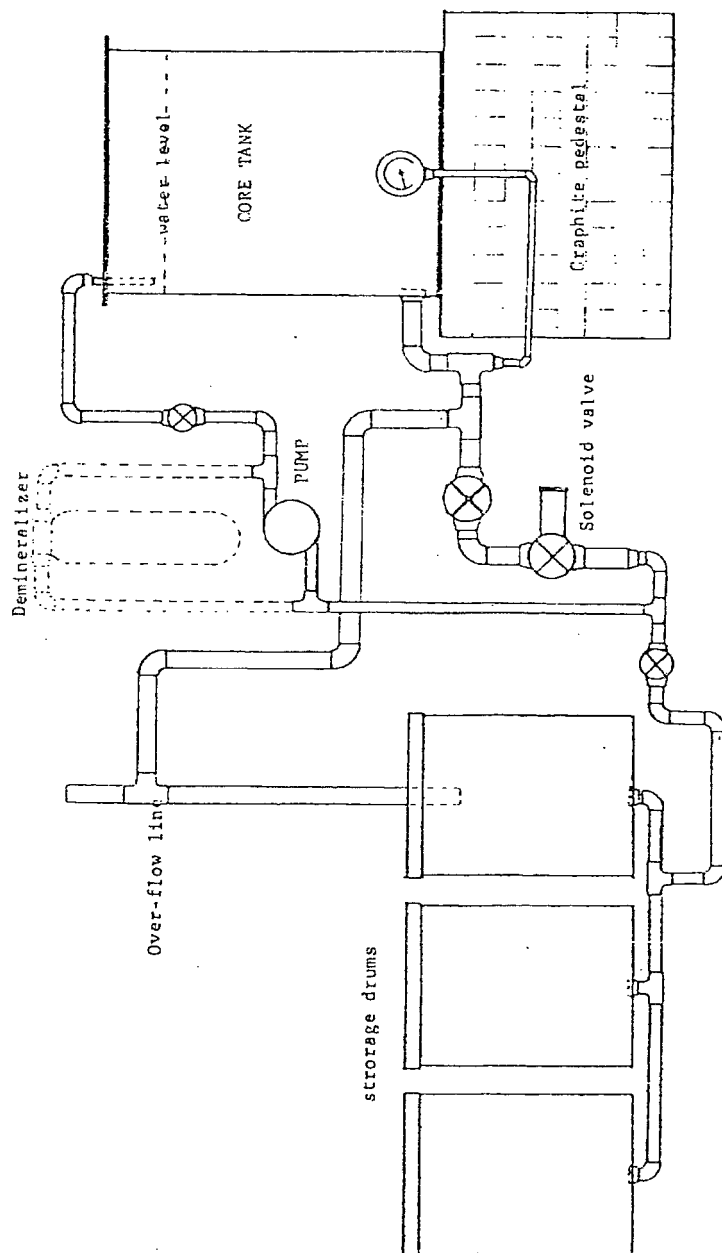 Demineralizer
water level
CORE TANK
PUMP
Over-flow line
Graphite pedestal
Solenoid valve
strorage drums